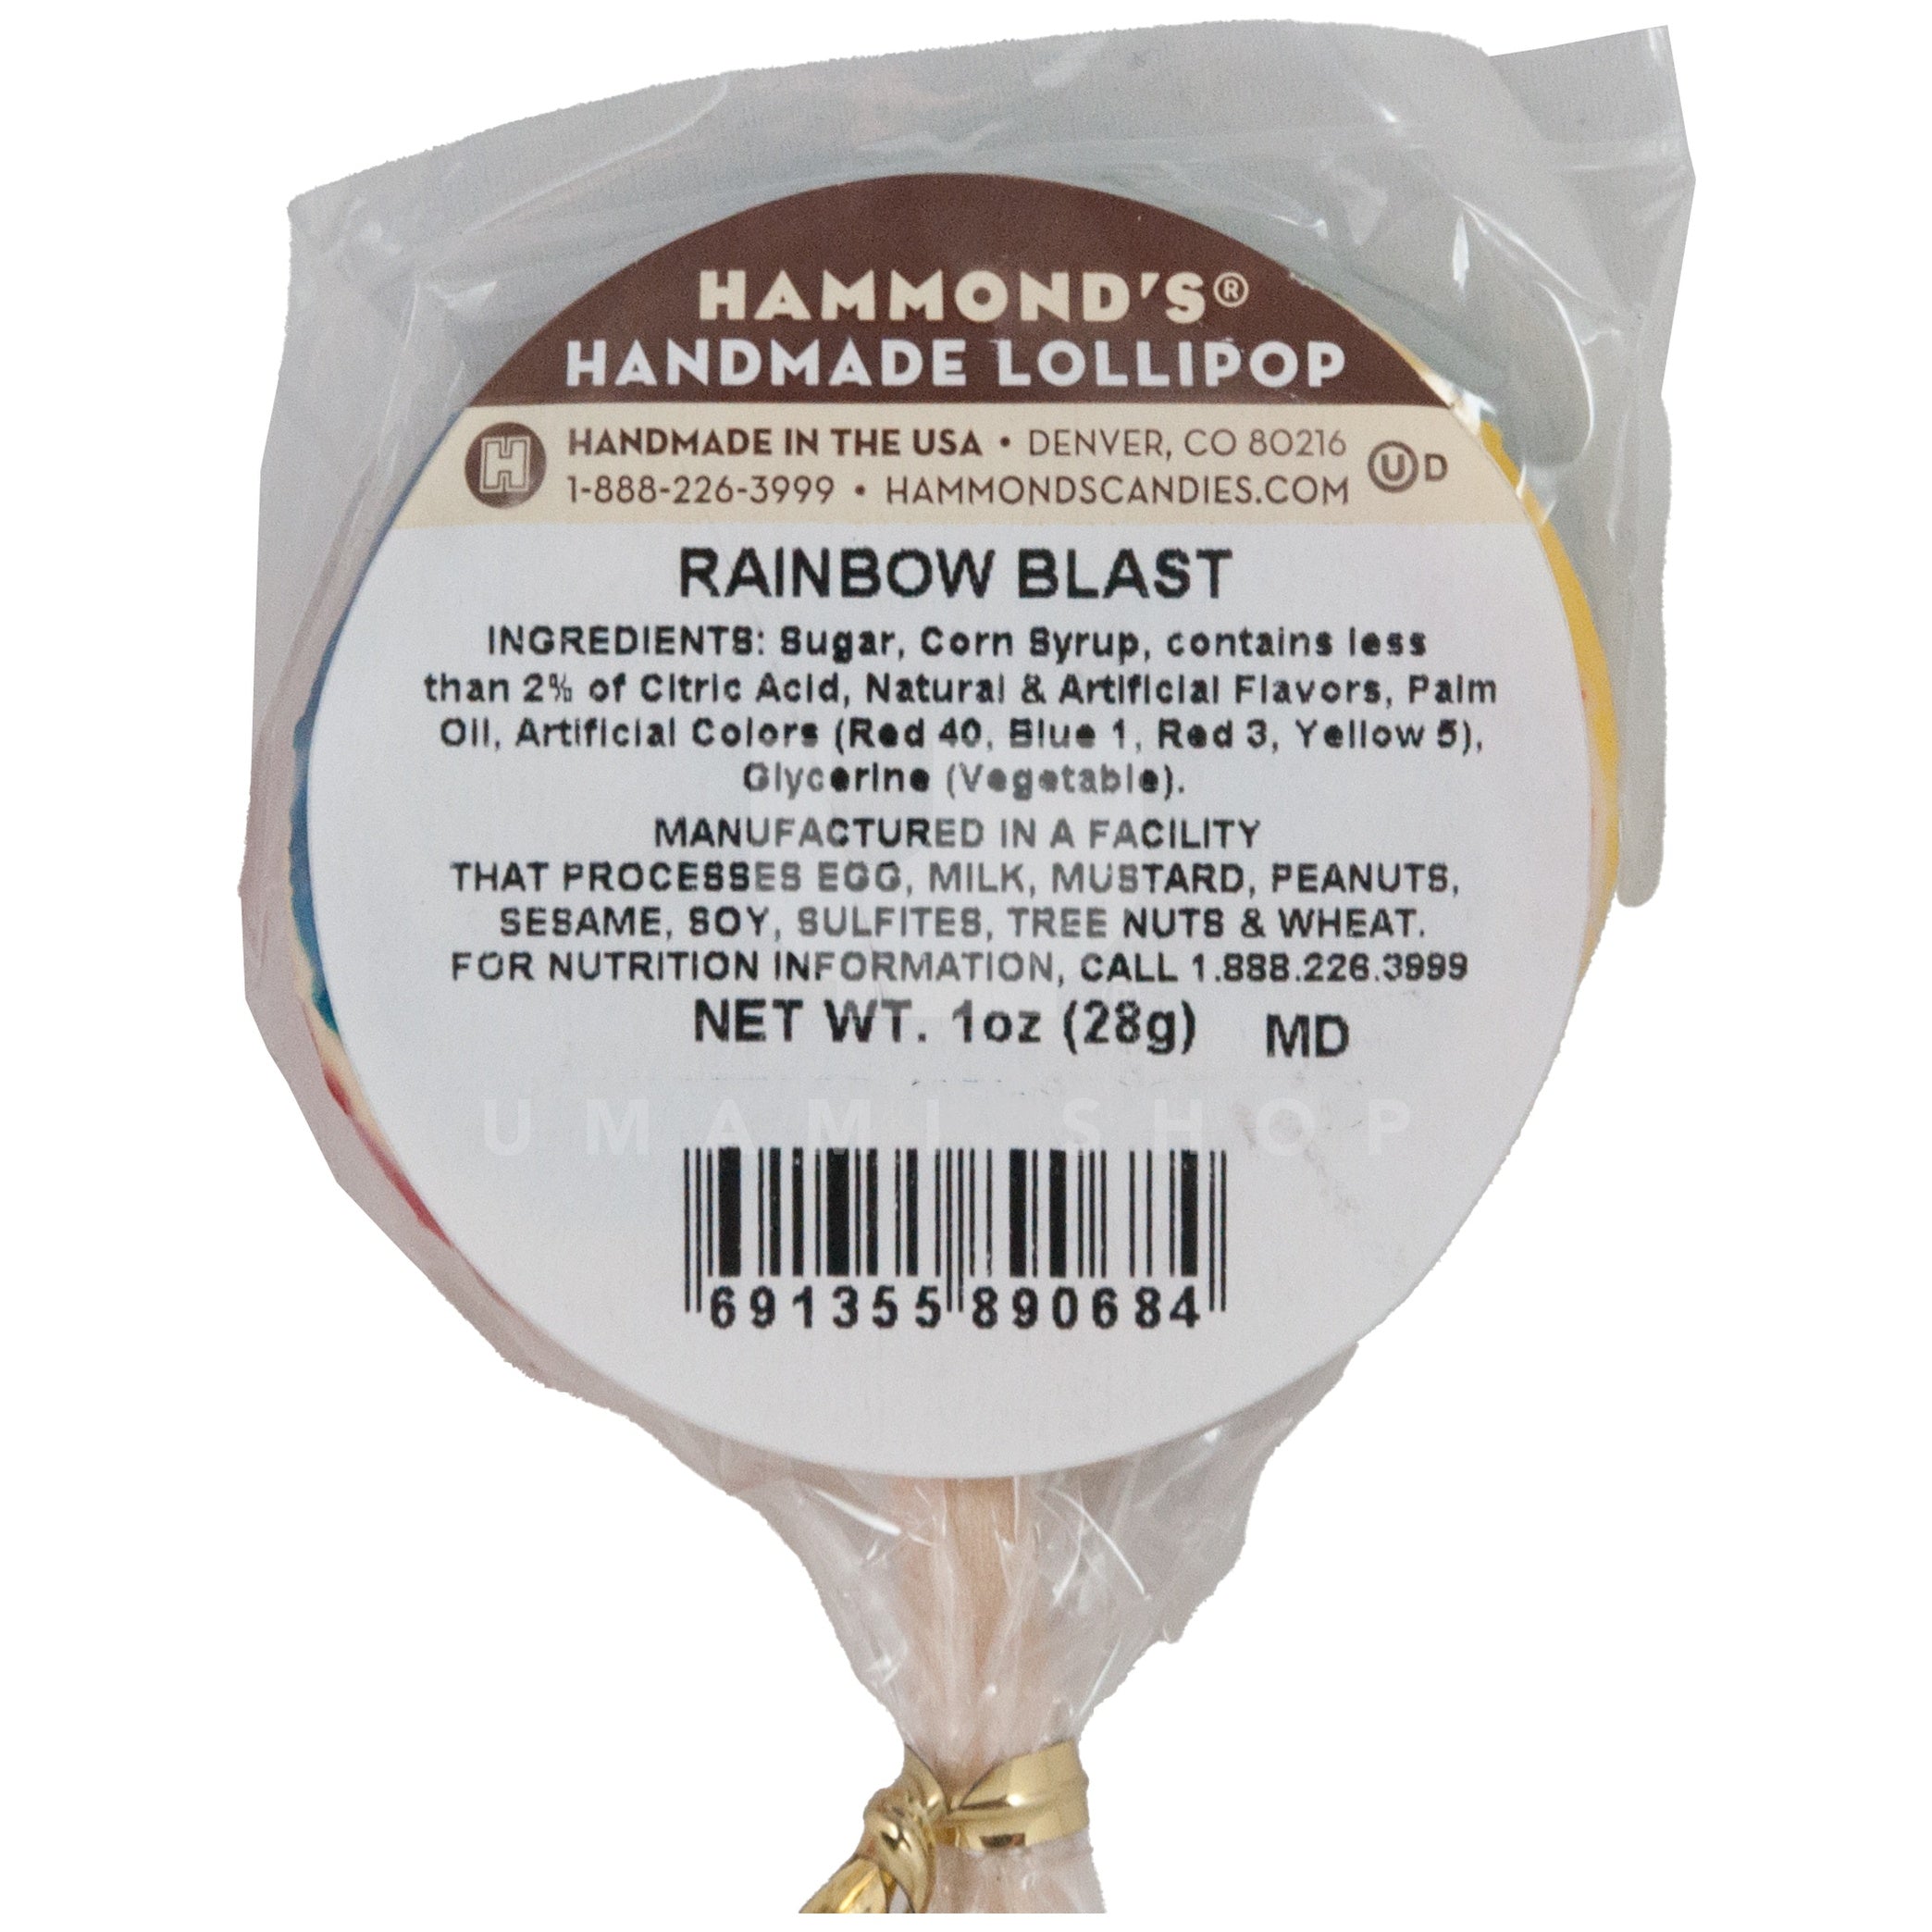 HAMMOND'S®
HANDMADE LOLLIPOP
H HANDMADE IN THE USA • DENVER, CO 80216
1-888-226-3999 • HAMMONDSCANDIES.COM U D
RAINBOW BLAST
INGREDIENTS: Sugar, Corn Syrup, contains less
than 2% of Citric Acid, Natural & Artificial Flavors, Palm
Oil, Artificial Colors (Red 40, Blue 1, Red 3, Yellow 5),
Glycerine (Vegetable).
MANUFACTURED IN A FACILITY
THAT PROCESSES EGG, MILK, MUSTARD, PEANUTS,
SESAME, SOY, SULFITES, TREE NUTS & WHEAT.
FOR NUTRITION INFORMATION, CALL 1.888.226.3999
NET WT. 1oz (28g) MD
UMAMI SHOP
691355 890684